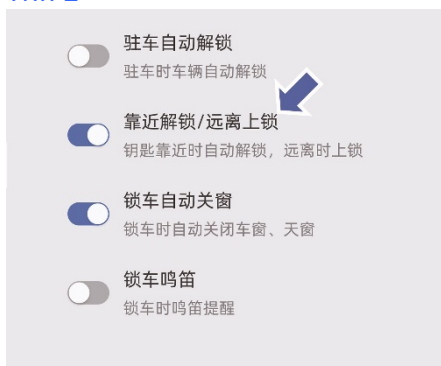 驻车自动解锁
驻车时车辆自动解锁
靠近解锁/远离上锁
钥匙靠近时自动解锁，远离时上锁
锁车自动关窗
锁车时自动关闭车窗、天窗
锁车鸣笛
锁车时鸣笛提醒